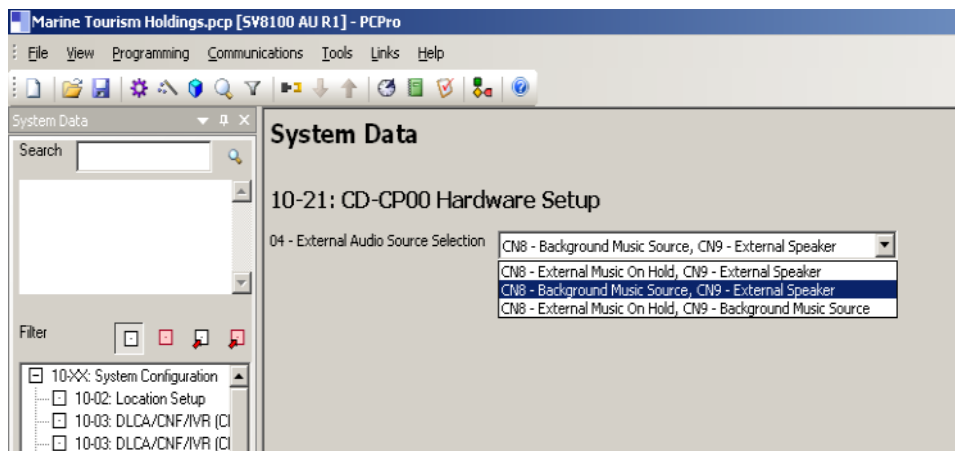 Marine Tourism Holdings.pcp [SV8100 AU R1] - PCPro
File View Programming Communications Tools Links Help
System Data
Search
Filter
10-XX: System Configuration
10-02: Location Setup
10-03: DLCA/CNF/IVR (CI
10-03: DLCA/CNF/IVR (CI
System Data
10-21: CD-CP00 Hardware Setup
04 - External Audio Source Selection
CN8 - Background Music Source, CN9 - External Speaker
CN8 - External Music On Hold, CN9 - External Speaker
CN8 - Background Music Source, CN9 - External Speaker
CN8 - External Music On Hold, CN9 - Background Music Source